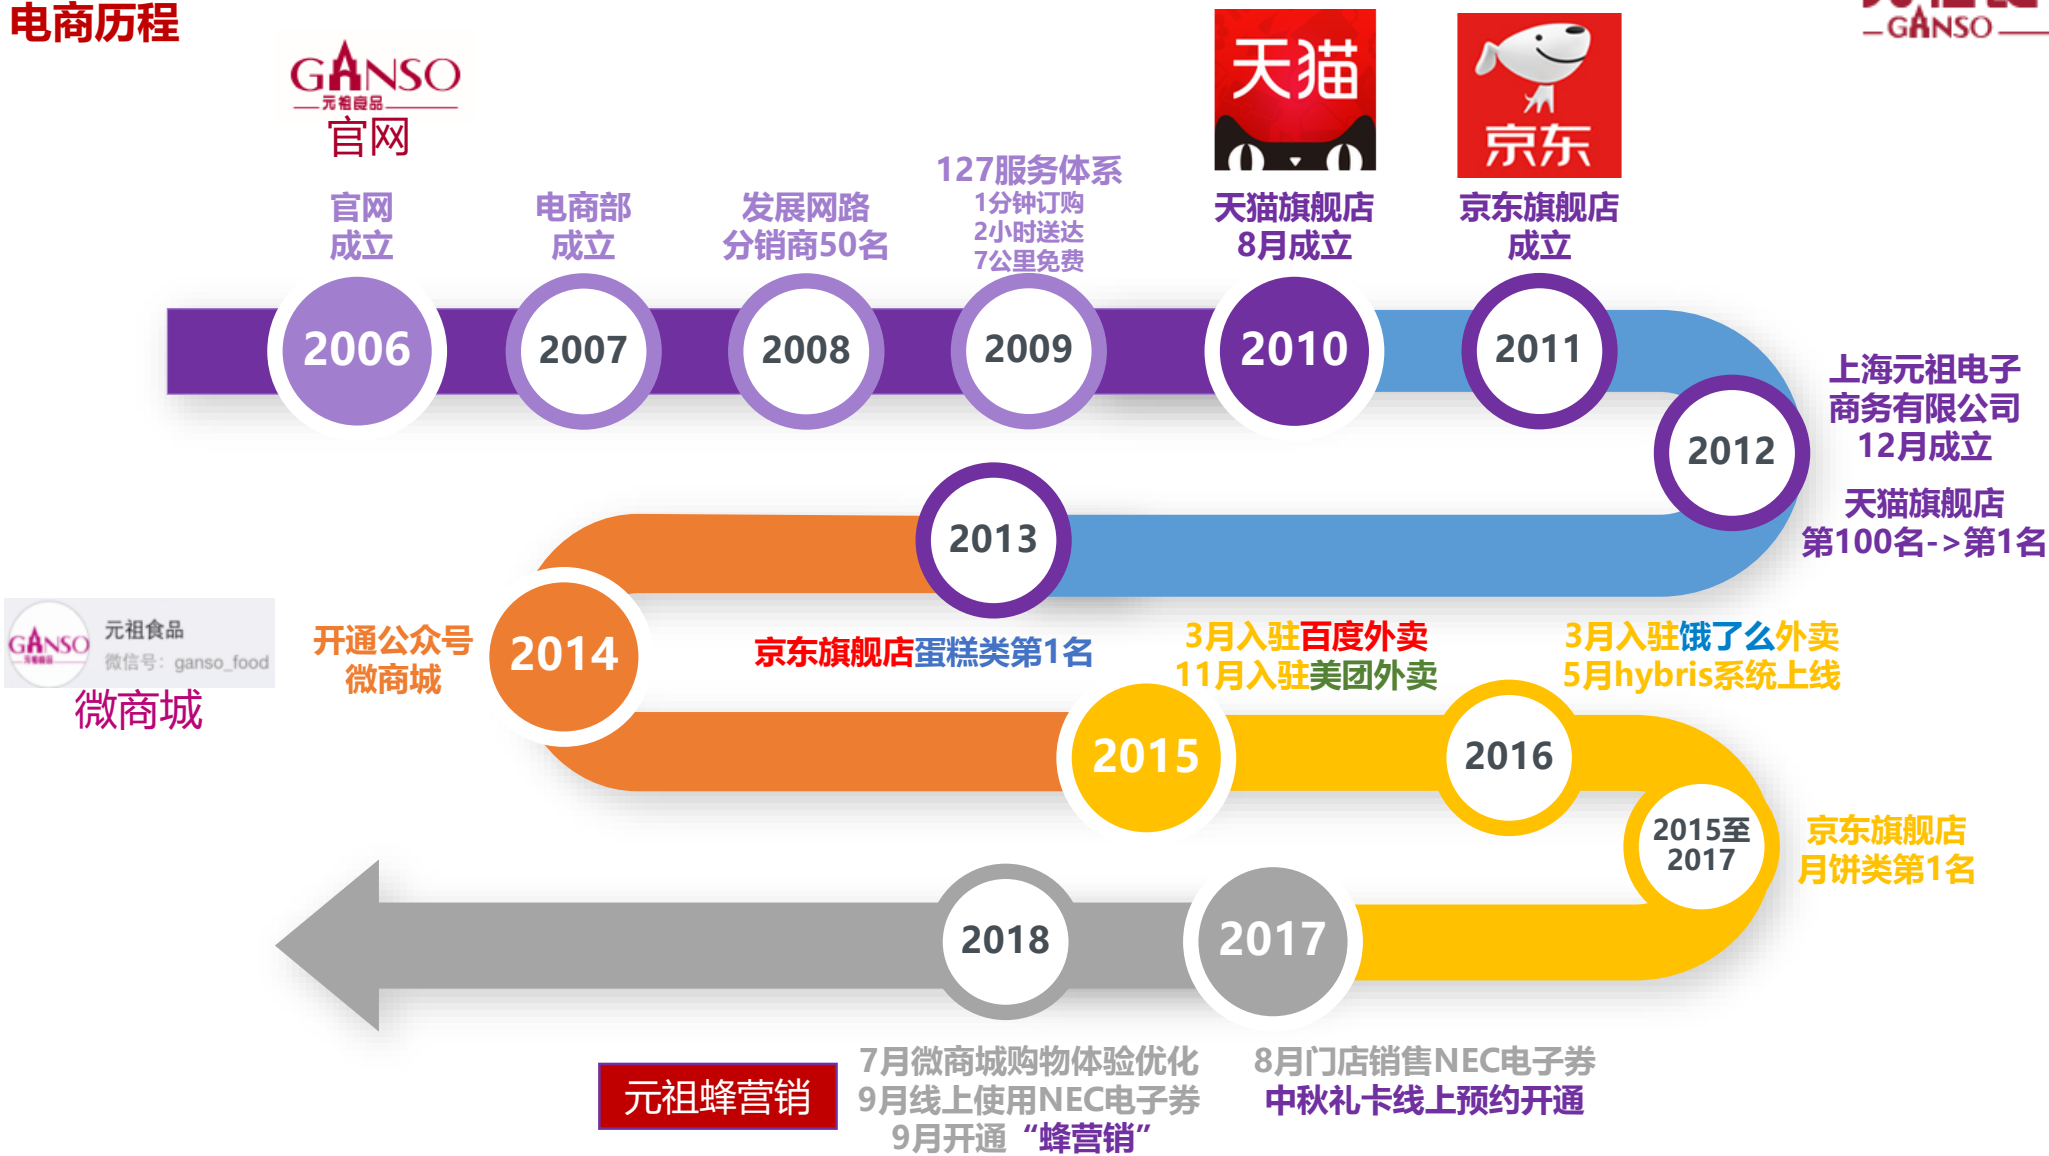 电商历程
GANSO
GANSO
元祖食品
官网
天猫
京东
官网
成立
电商部
成立
发展网路
分销商50名
127服务体系
1分钟订购
2小时送达
7公里免费
天猫旗舰店
8月成立
京东旗舰店
成立
2006
2007
2008
2009
2010
2011
2012
上海元祖电子
商务有限公司
12月成立
天猫旗舰店
第100名->第1名
2013
京东旗舰店蛋糕类第1名
GANSO
元祖食品
元祖食品
微信号：ganso_food
微商城
开通公众号
微商城
2014
3月入驻百度外卖
11月入驻美团外卖
2015
3月入驻饿了么外卖
5月hybris系统上线
2016
2015至
2017
京东旗舰店
月饼类第1名
2018
2017
元祖蜂营销
7月微商城购物体验优化
9月线上使用NEC电子券
9月开通“蜂营销”
8月门店销售NEC电子券
中秋礼卡线上预约开通